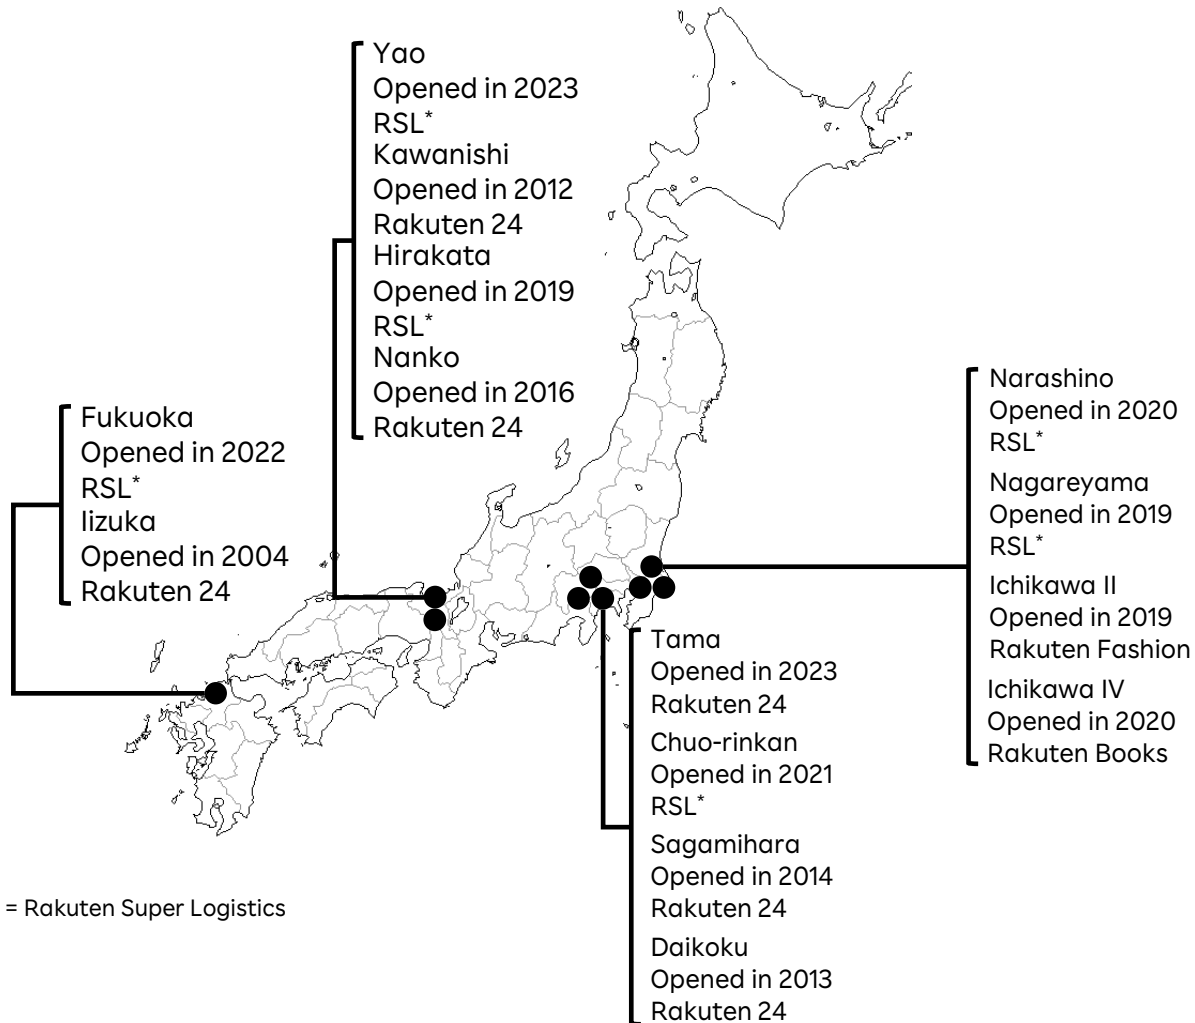 Yao
Opened in 2023
RSL*
Kawanishi
Opened in 2012
Rakuten 24
Hirakata
Opened in 2019
RSL*
Nanko
Opened in 2016
Rakuten 24
Fukuoka
Opened in 2022
RSL*
Iizuka
Opened in 2004
Rakuten 24
Narashino
Opened in 2020
RSL*
Nagareyama
Opened in 2019
RSL*
Ichikawa II
Opened in 2019
Rakuten Fashion
Ichikawa IV
Opened in 2020
Rakuten Books
Tama
Opened in 2023
Rakuten 24
Chuo-rinkan
Opened in 2021
RSL*
Sagamihara
Opened in 2014
Rakuten 24
Daikoku
Opened in 2013
Rakuten 24
= Rakuten Super Logistics